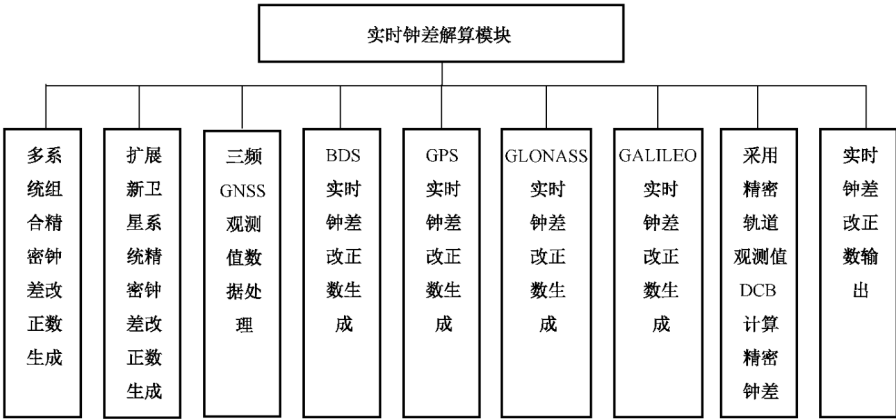 实时钟差解算模块
多系
统组
合精
密钟
差改
正数
生成
扩展
新卫
星系
统精
密钟
差改
正数
生成
三频
GNSS
观测
值数
据处
理
BDS
实时
钟差
改正
数生
成
GPS
实时
钟差
改正
数生
成
GLONASS
实时
钟差
改正
数生
成
GALILEO
实时
钟差
改正
数生
成
采用
精密
轨道
观测值
DCB
计算
精密
钟差
实时
钟差
改正
数输
出